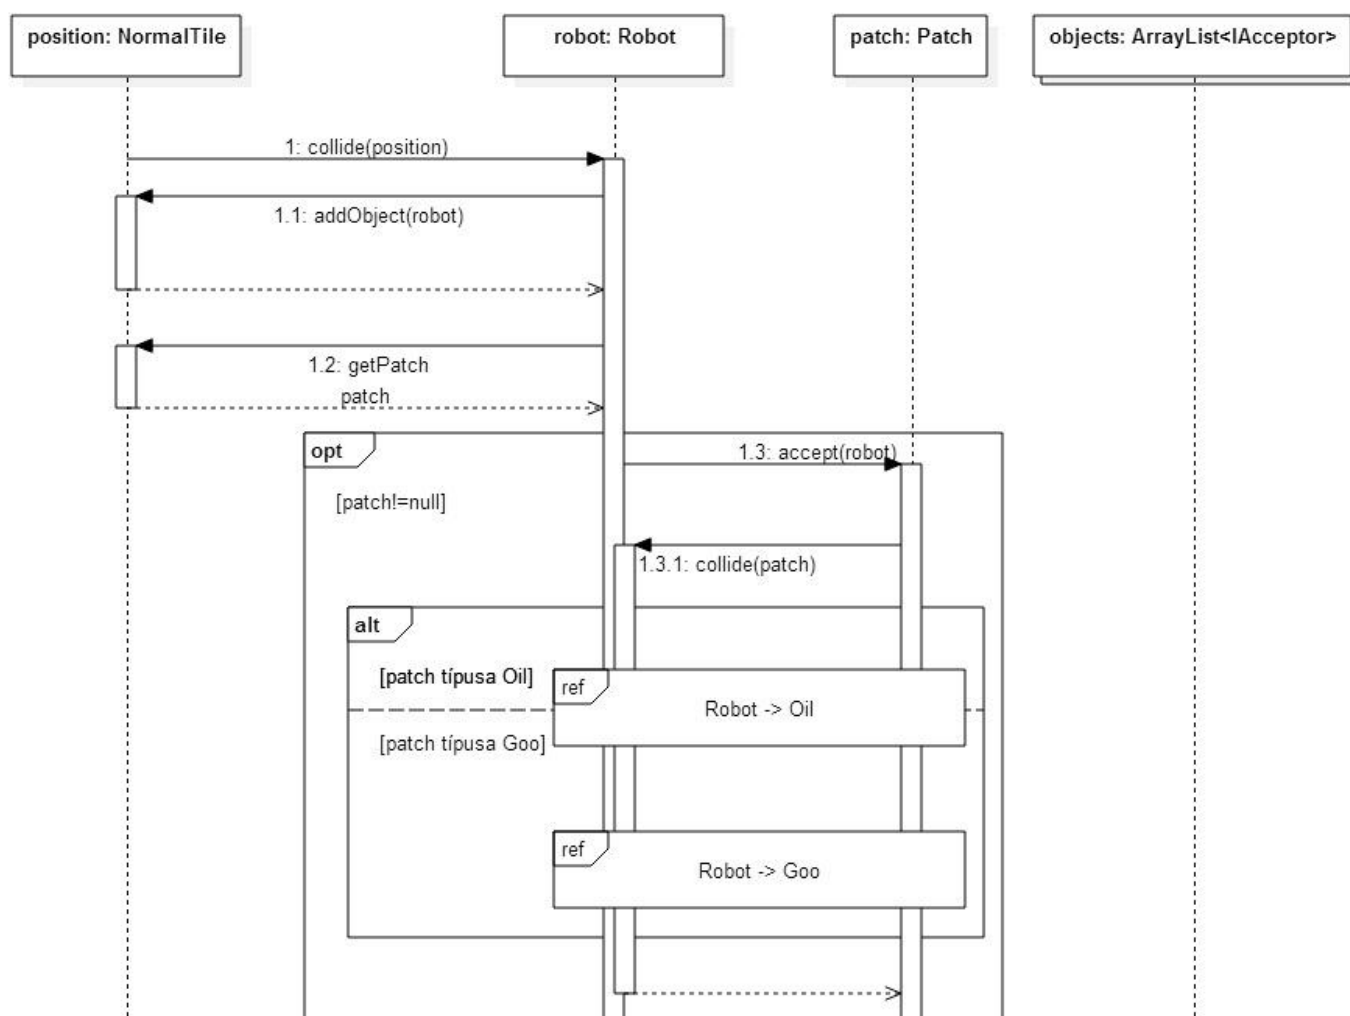 position: NormalTile
robot: Robot
patch: Patch
objects: ArrayList<IAcceptor>
1: collide(position)
1.1: addObject(robot)
1.2: getPatch
patch
opt
1.3: accept(robot)
[patch!=null]
1.3.1: collide(patch)
alt
[patch típusa Oil]
ref
Robot -> Oil
[patch típusa Goo]
ref
Robot -> Goo